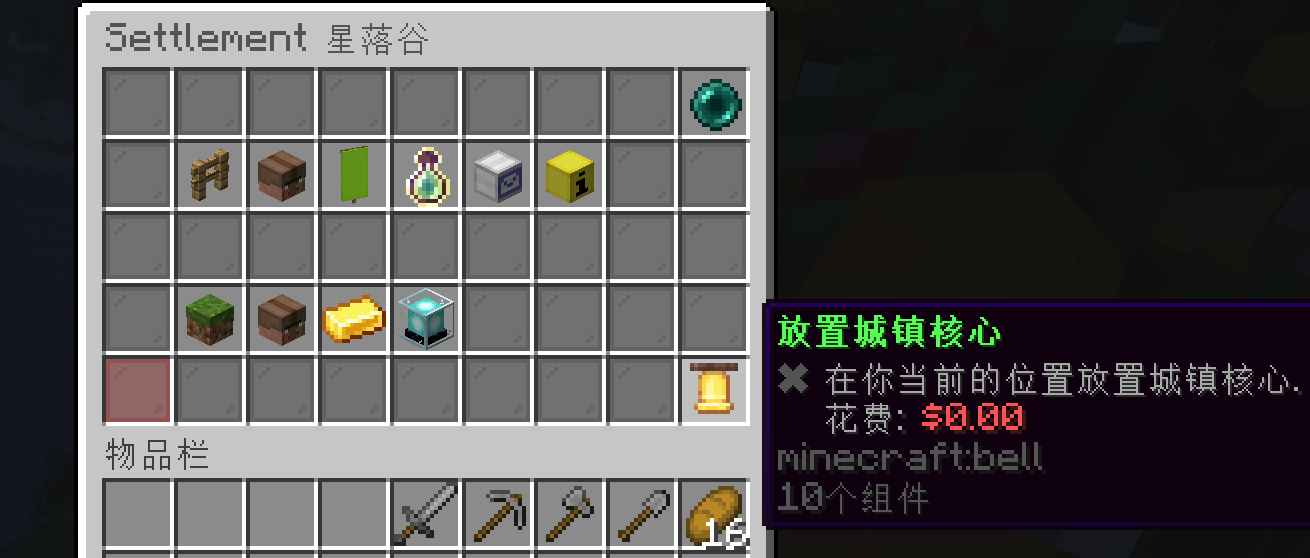 Settlement 星落谷
放置城镇核心
✖ 在你当前的位置放置城镇核心.
花费: $0.00
minecraft:bell
10个组件
物品栏
16